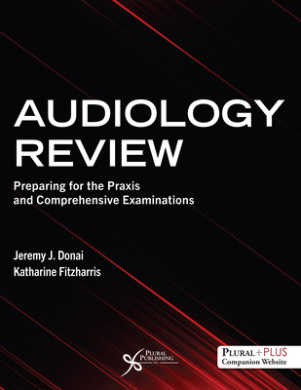 AUDIOLOGY
REVIEW
Preparing for the Praxis
and Comprehensive Examinations
Jeremy J. Donai
Katharine Fitzharris
PLURAL
PUBLISHING
INC.
PLURAL+PLUS
Companion Website